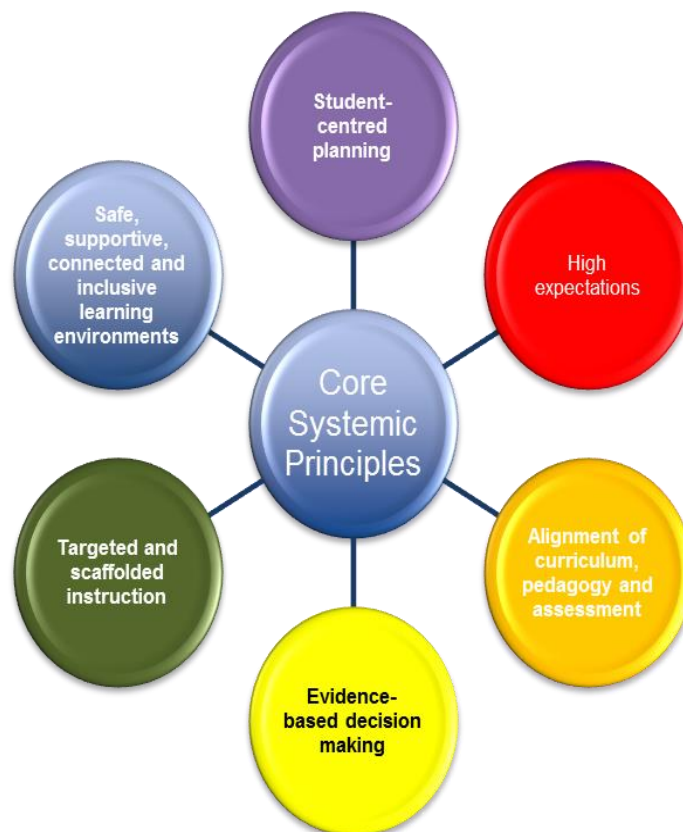 Student-
centred
planning
Safe,
supportive,
connected and
inclusive
learning
environments
High
expectations
Core
Systemic
Principles
Targeted and
scaffolded
instruction
Alignment of
curriculum,
pedagogy and
assessment
Evidence-
based decision
making